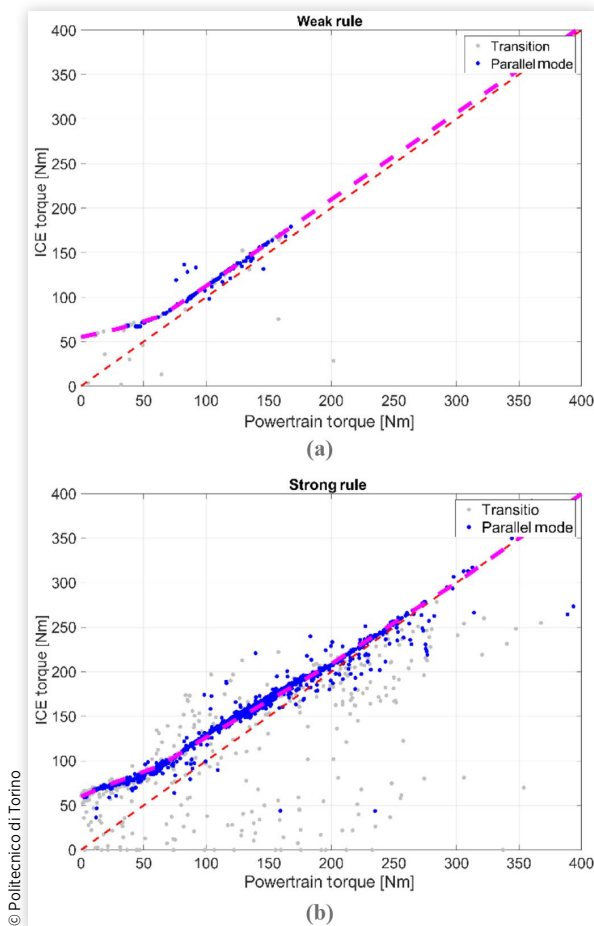 Weak rule
400
350
300
250
200
150
100
50
0
ICE torque [Nm]
Transition
Parallel mode
0 50 100 150 200 250 300 350 400
Powertrain torque [Nm]
(a)
Strong rule
400
350
300
250
200
150
100
50
0
ICE torque [Nm]
Transitio
Parallel mode
0 50 100 150 200 250 300 350 400
Powertrain torque [Nm]
(b)
© Politecnico di Torino